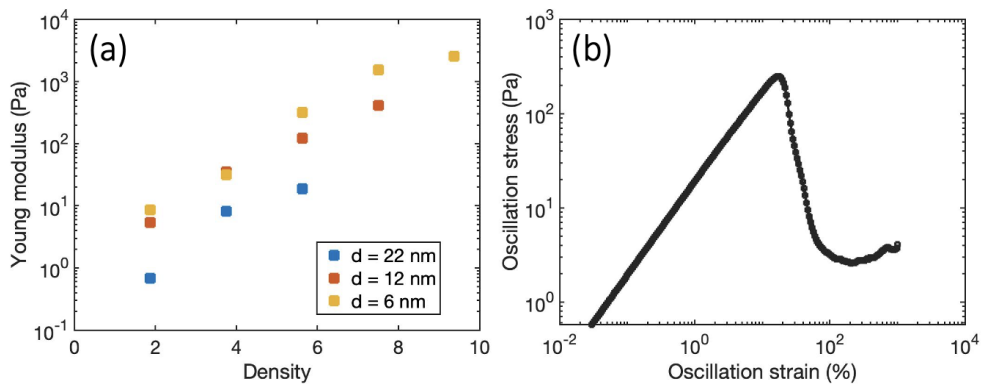 (a)
Young modulus (Pa)
10^4
10^3
10^2
10^1
10^0
10^-1
0 2 4 6 8 10
Density
d = 22 nm
d = 12 nm
d = 6 nm
(b)
Oscillation stress (Pa)
10^3
10^2
10^1
10^0
10^-2 10^0 10^2 10^4
Oscillation strain (%)